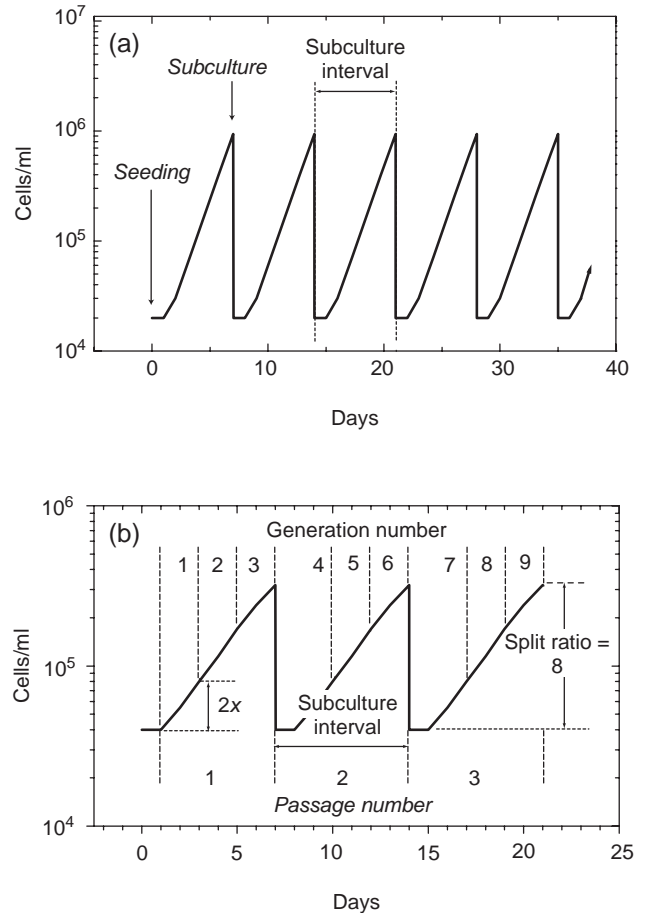 (a)
Subculture
Subculture
interval
Seeding
Cells/ml
10^7
10^6
10^5
10^4
0 10 20 30 40
Days
(b)
Generation number
1 2 3 4 5 6 7 8 9
Split ratio =
8
2x
Subculture
interval
1 2 3
Passage number
Cells/ml
10^6
10^5
10^4
0 5 10 15 20 25
Days